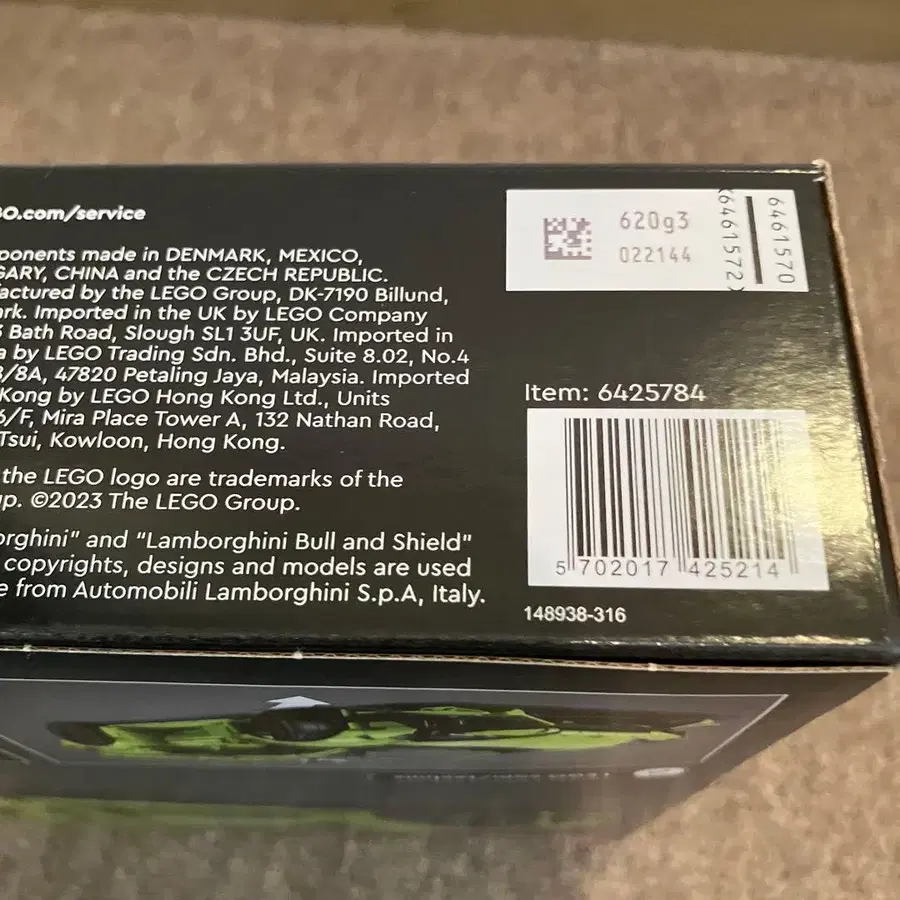 GO.com/service
ponents made in DENMARK, MEXICO,
GARY, CHINA and the CZECH REPUBLIC.
factured by the LEGO Group, DK-7190 Billund,
ark. Imported in the UK by LEGO Company
3 Bath Road, Slough SL1 3UF, UK. Imported in
a by LEGO Trading Sdn. Bhd., Suite 8.02, No.4
/8A, 47820 Petaling Jaya, Malaysia. Imported
Kong by LEGO Hong Kong Ltd., Units
6/F, Mira Place Tower A, 132 Nathan Road,
Tsui, Kowloon, Hong Kong.
the LEGO logo are trademarks of the
up. ©2023 The LEGO Group.
orghini" and "Lamborghini Bull and Shield"
copyrights, designs and models are used
e from Automobili Lamborghini S.p.A, Italy.
620g3
022144
6461572
6461570
Item: 6425784
5 702017 425214
148938-316